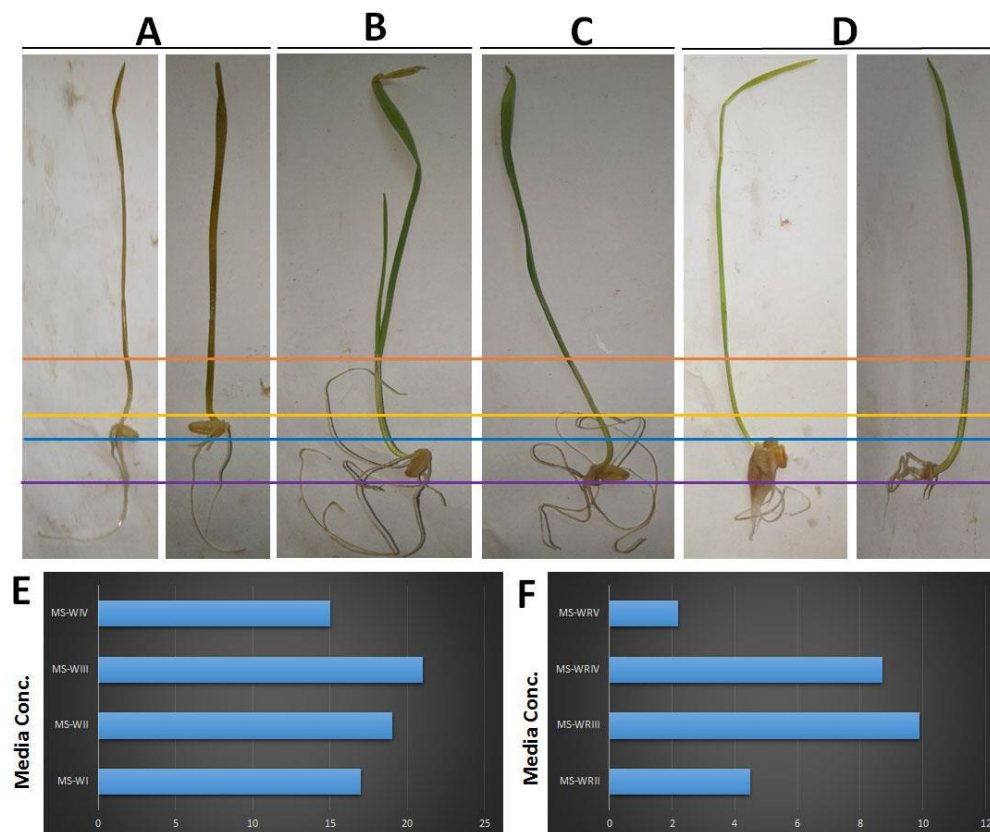 A B C D
E
MS-WIV
MS-WIII
MS-WII
MS-WI
Media Conc.
0 5 10 15 20 25
F
MS-WRV
MS-WRIV
MS-WRIII
MS-WRII
Media Conc.
0 2 4 6 8 10 12